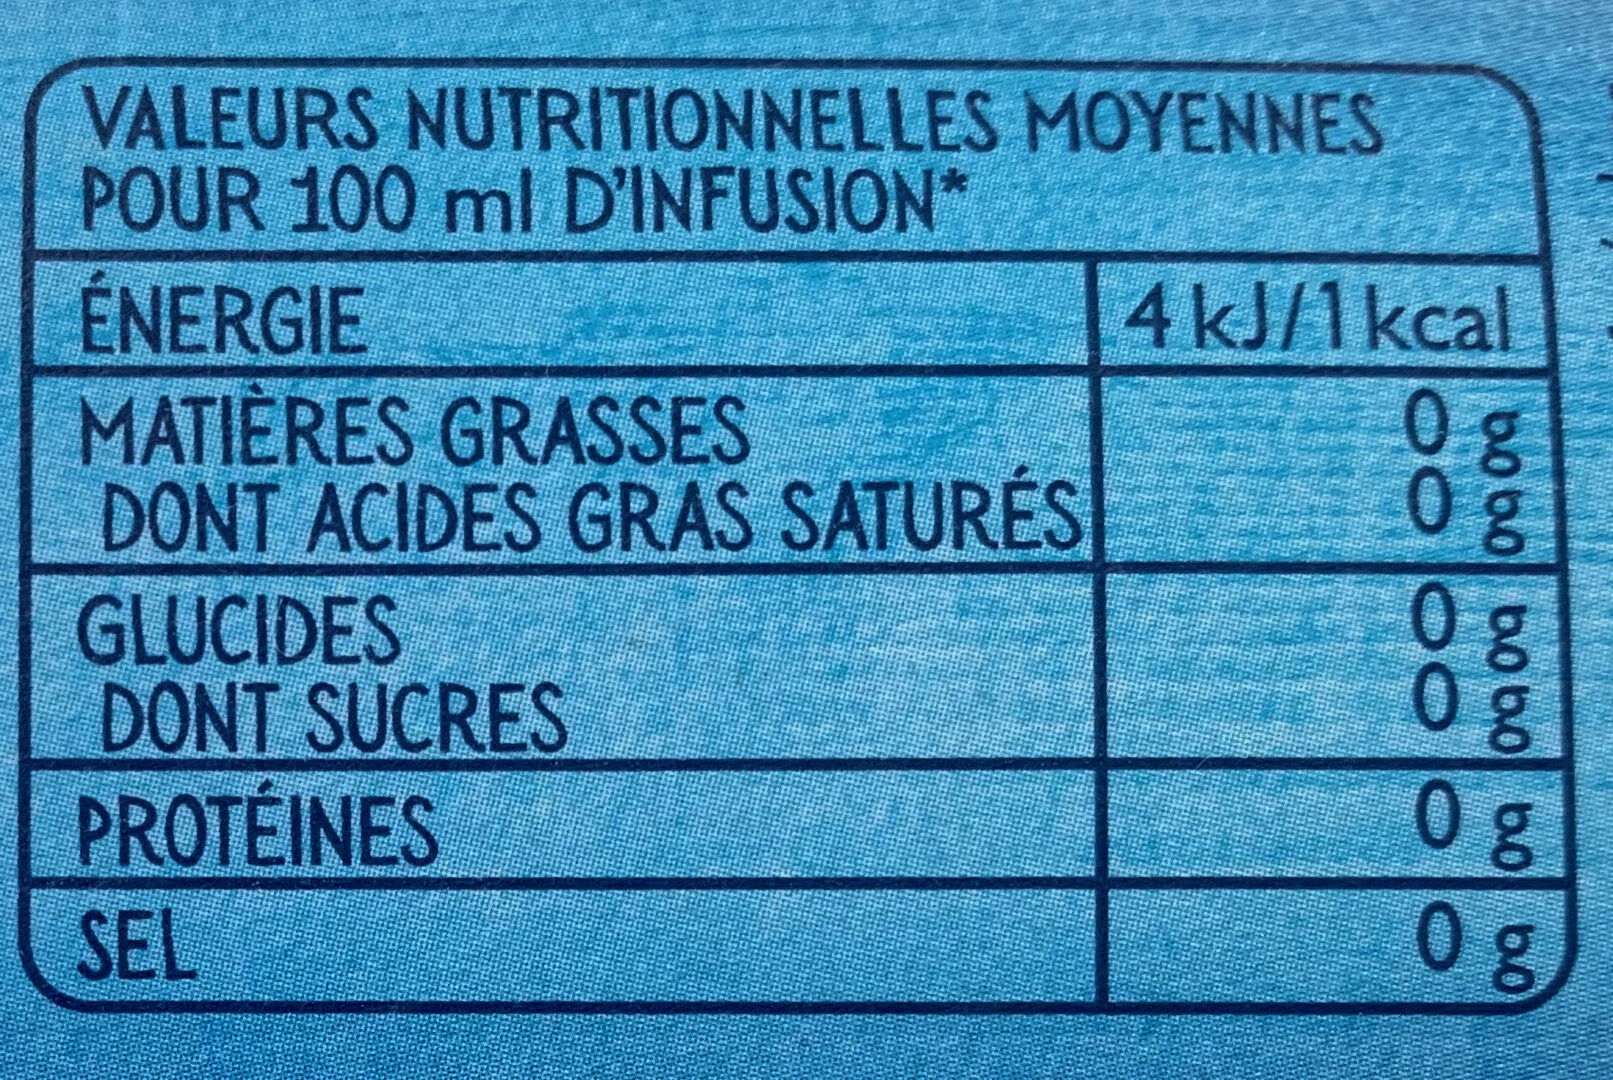 VALEURS NUTRITIONNELLES MOYENNES
POUR 100 ml D'INFUSION*
ÉNERGIE 4 kJ/1 kcal
MATIÈRES GRASSES 0 g
DONT ACIDES GRAS SATURÉS 0 g
GLUCIDES 0 g
DONT SUCRES 0 g
PROTÉINES 0 g
SEL 0 g